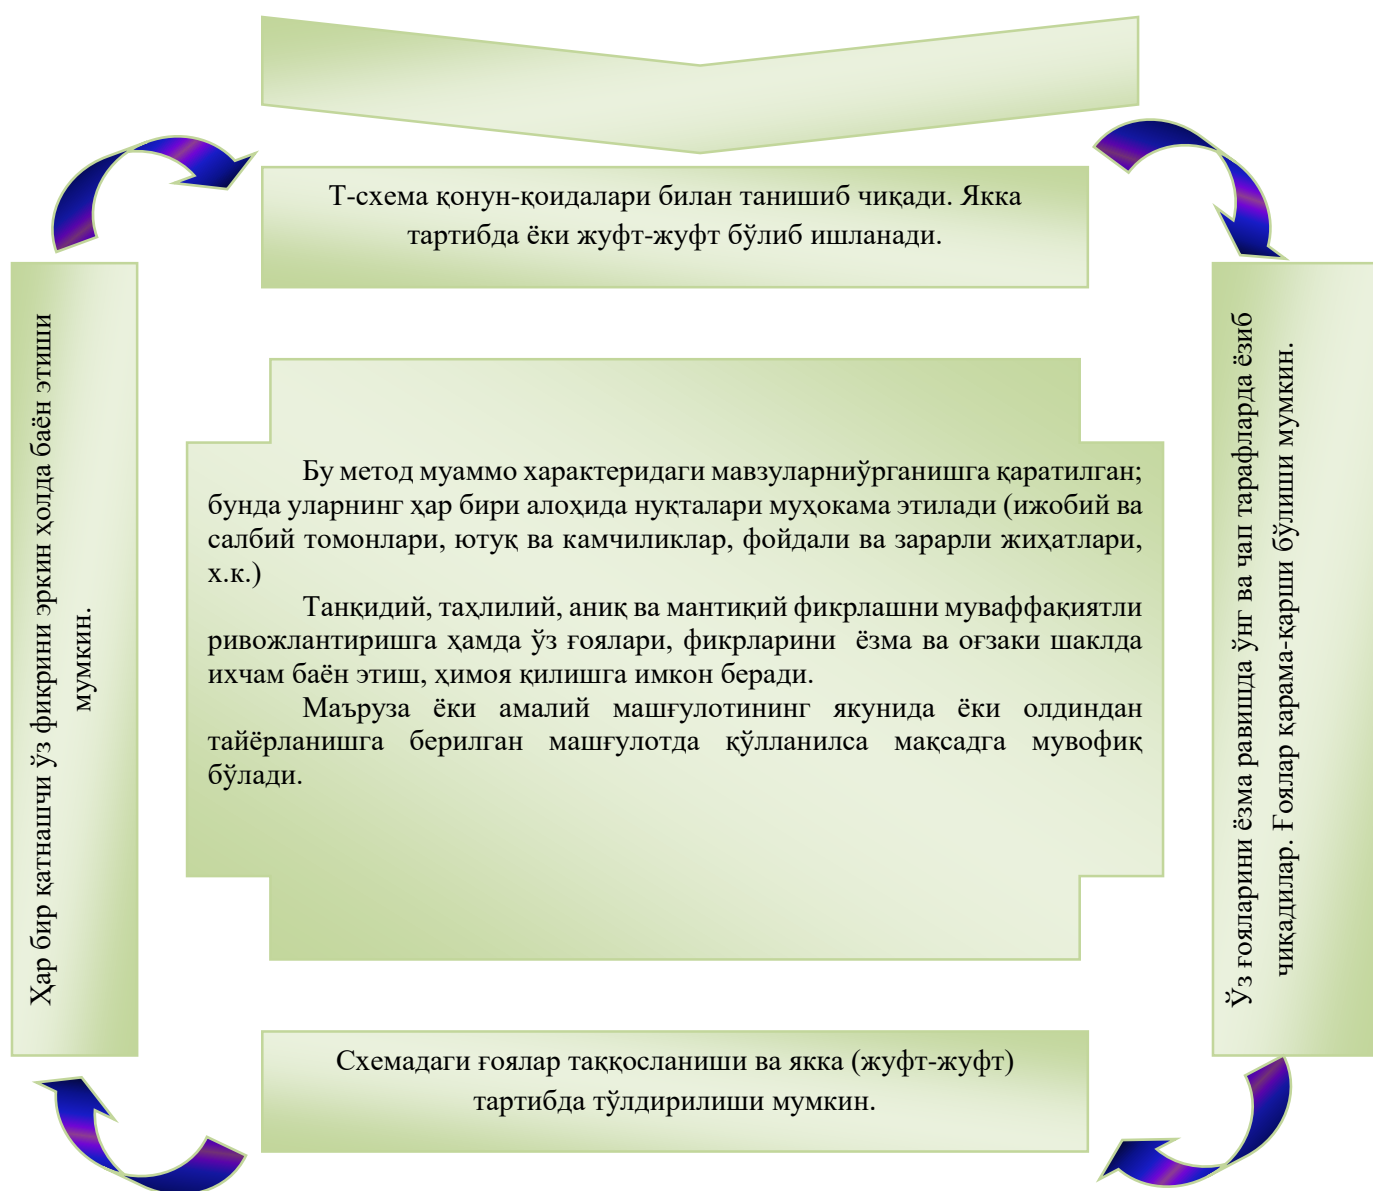 Т-схема қонун-қоидалари билан танишиб чиқади. Якка
тартибда ёки жуфт-жуфт бўлиб ишланади.
Ўз ғояларини ёзма равишда ўнг ва чап тарафларда ёзиб
чиқадилар. Ғоялар қарама-қарши бўлиши мумкин.
Бу метод муаммо характеридаги мавзуларниўрганишга қаратилган;
бунда уларнинг ҳар бири алоҳида нуқталари муҳокама этилади (ижобий ва
салбий томонлари, ютуқ ва камчиликлар, фойдали ва зарарли жиҳатлари,
х.к.)
Танқидий, таҳлилий, аниқ ва мантиқий фикрлашни муваффақиятли
ривожлантиришга ҳамда ўз ғоялари, фикрларини ёзма ва оғзаки шаклда
ихчам баён этиш, ҳимоя қилишга имкон беради.
Маъруза ёки амалий машғулотининг якунида ёки олдиндан
тайёрланишга берилган машғулотда қўлланилса мақсадга мувофиқ
бўлади.
Схемадаги ғоялар таққосланиши ва якка (жуфт-жуфт)
тартибда тўлдирилиши мумкин.
Ҳар бир қатнашчи ўз фикрини эркин ҳолда баён этиши
мумкин.